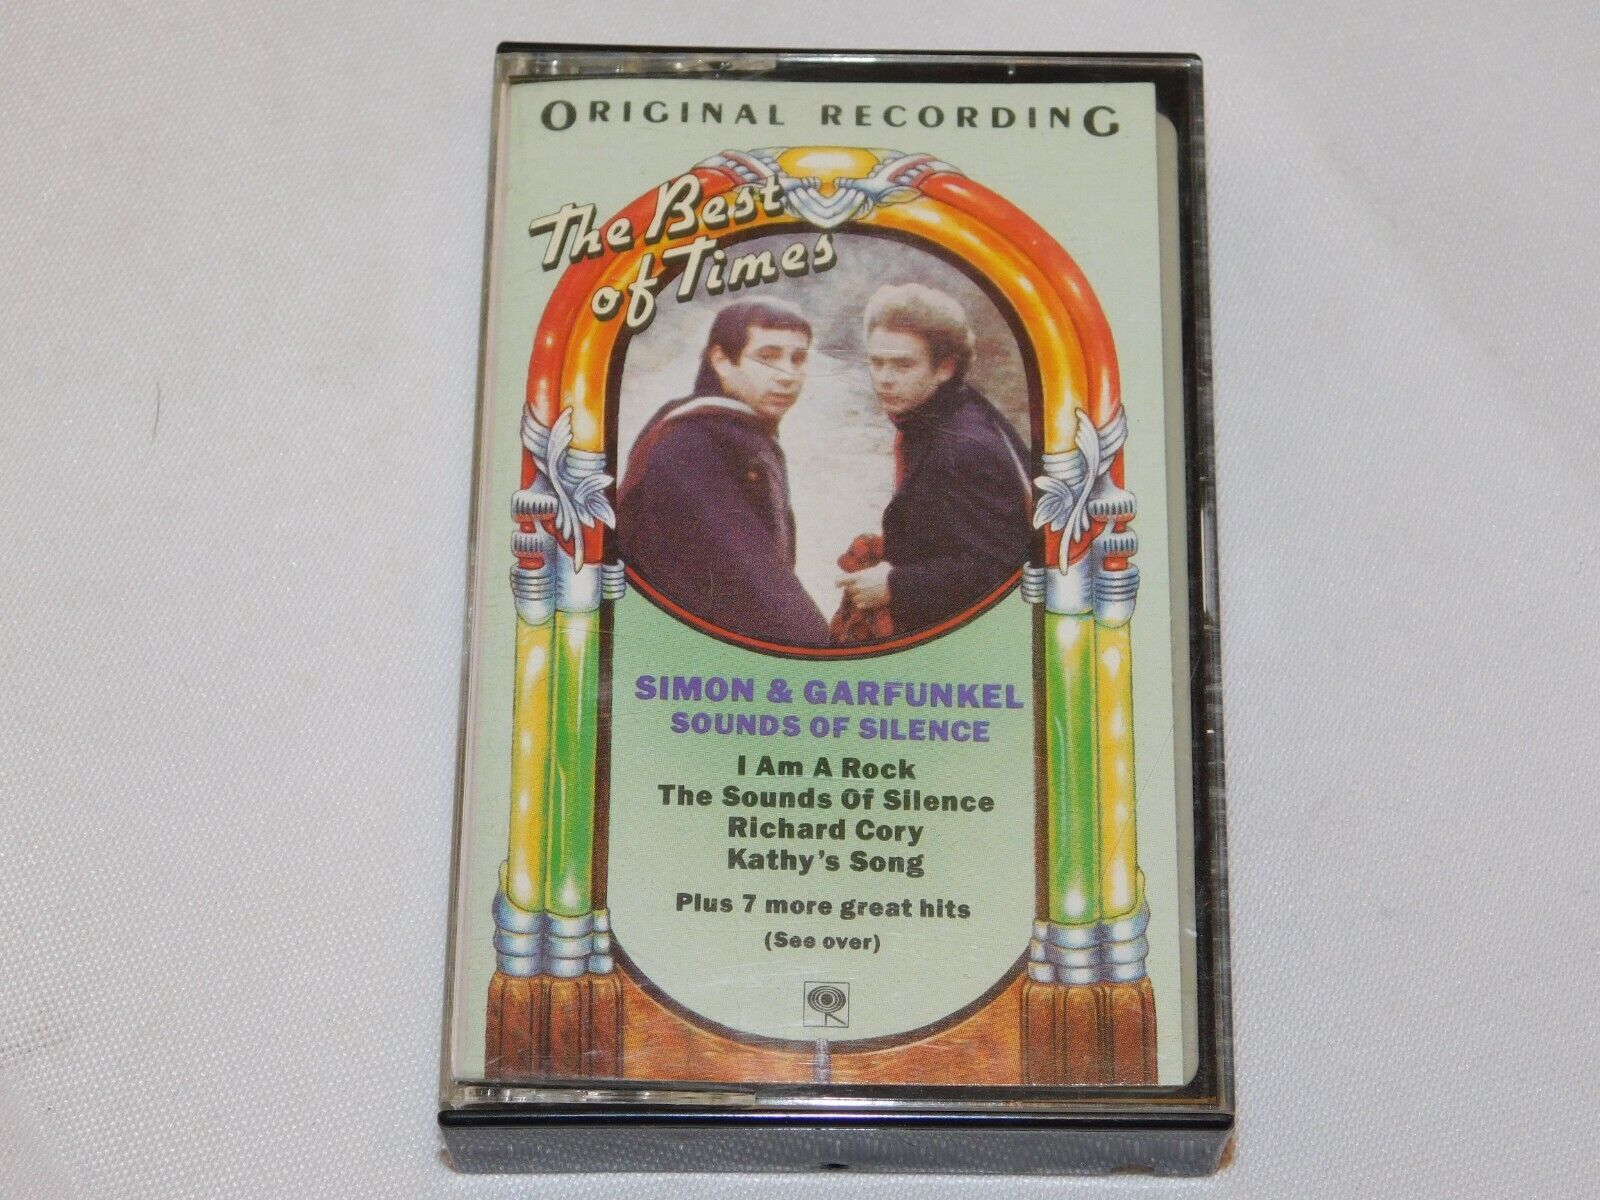 ORIGINAL RECORDING
The Best
of Times
SIMON & GARFUNKEL
SOUNDS OF SILENCE
I Am A Rock
The Sounds Of Silence
Richard Cory
Kathy's Song
Plus 7 more great hits
(See over)